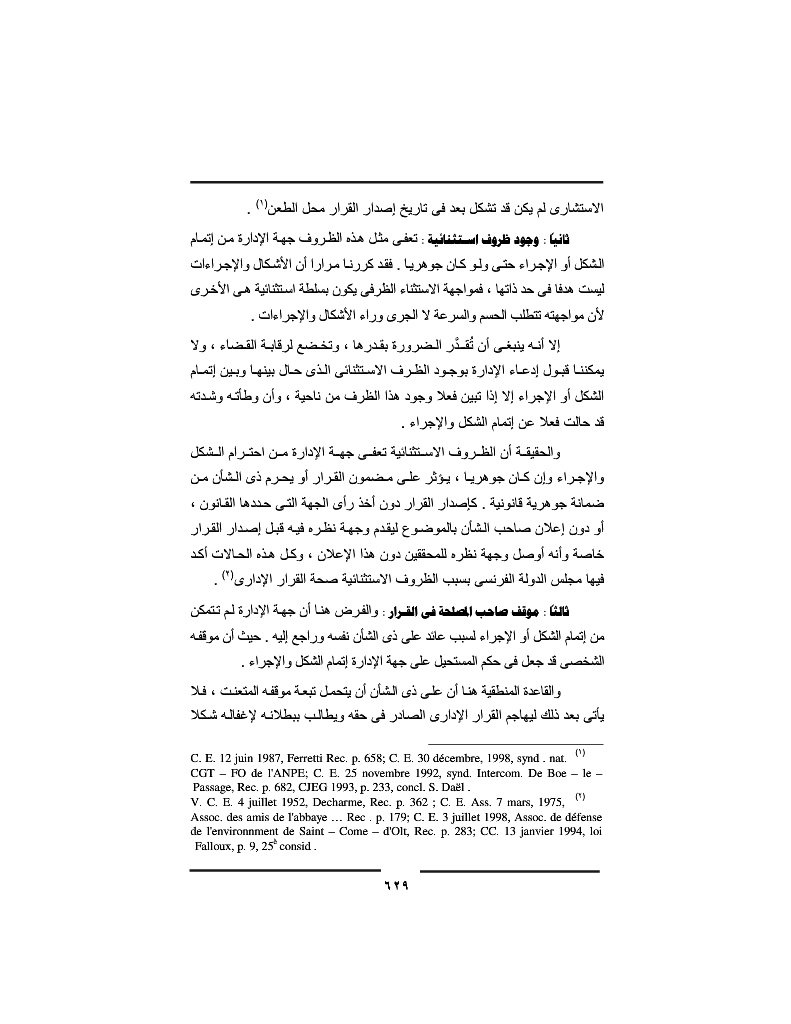 الاستشارى لم يكن قد تشكل بعد فى تاريخ إصدار القرار محل الطعن(١) .
ثانياً : وجود ظروف استثنائية : تعفى مثل هذه الظروف جهة الإدارة من إتمام
الشكل أو الإجراء حتى ولو كان جوهريا . فقد كررنا مرارا أن الأشكال والإجراءات
ليست هدفا فى حد ذاتها ، فمواجهة الاستثناء الظرفى يكون بسلطة استثنائية هى الأخرى
لأن مواجهته تتطلب الحسم والسرعة لا الجرى وراء الأشكال والإجراءات .
إلا أنه ينبغى أن تُقدَّر الضرورة بقدرها ، وتخضع لرقابة القضاء ، ولا
يمكننا قبول إدعاء الإدارة بوجود الظرف الاستثنائى الذى حال بينها وبين إتمام
الشكل أو الإجراء إلا إذا تبين فعلا وجود هذا الظرف من ناحية ، وأن وطأته وشدته
قد حالت فعلا عن إتمام الشكل والإجراء .
والحقيقة أن الظروف الاستثنائية تعفى جهة الإدارة من احترام الشكل
والإجراء وإن كان جوهريا ، يؤثر على مضمون القرار أو يحرم ذى الشأن من
ضمانة جوهرية قانونية . كإصدار القرار دون أخذ رأى الجهة التى حددها القانون ،
أو دون إعلان صاحب الشأن بالموضوع ليقدم وجهة نظره فيه قبل إصدار القرار
خاصة وأنه أوصل وجهة نظره للمحققين دون هذا الإعلان ، وكل هذه الحالات أكد
فيها مجلس الدولة الفرنسى بسبب الظروف الاستثنائية صحة القرار الإدارى(٢) .
ثالثاً : موقف صاحب المصلحة فى القرار : والفرض هنا أن جهة الإدارة لم تتمكن
من إتمام الشكل أو الإجراء لسبب عائد على ذى الشأن نفسه وراجع إليه . حيث أن موقفه
الشخصى قد جعل فى حكم المستحيل على جهة الإدارة إتمام الشكل والإجراء .
والقاعدة المنطقية هنا أن على ذى الشأن أن يتحمل تبعة موقفه المتعنت ، فلا
يأتى بعد ذلك ليهاجم القرار الإدارى الصادر فى حقه ويطالب ببطلانه لإغفاله شكلا
C. E. 12 juin 1987, Ferretti Rec. p. 658; C. E. 30 décembre, 1998, synd . nat. (١)
CGT – FO de l'ANPE; C. E. 25 novembre 1992, synd. Intercom. De Boe – le –
Passage, Rec. p. 682, CJEG 1993, p. 233, concl. S. Daël .
V. C. E. 4 juillet 1952, Decharme, Rec. p. 362 ; C. E. Ass. 7 mars, 1975, (٢)
Assoc. des amis de l'abbaye … Rec . p. 179; C. E. 3 juillet 1998, Assoc. de défense
de l'environnment de Saint – Come – d'Olt, Rec. p. 283; CC. 13 janvier 1994, loi
Falloux, p. 9, 25è consid .
٦٢٩